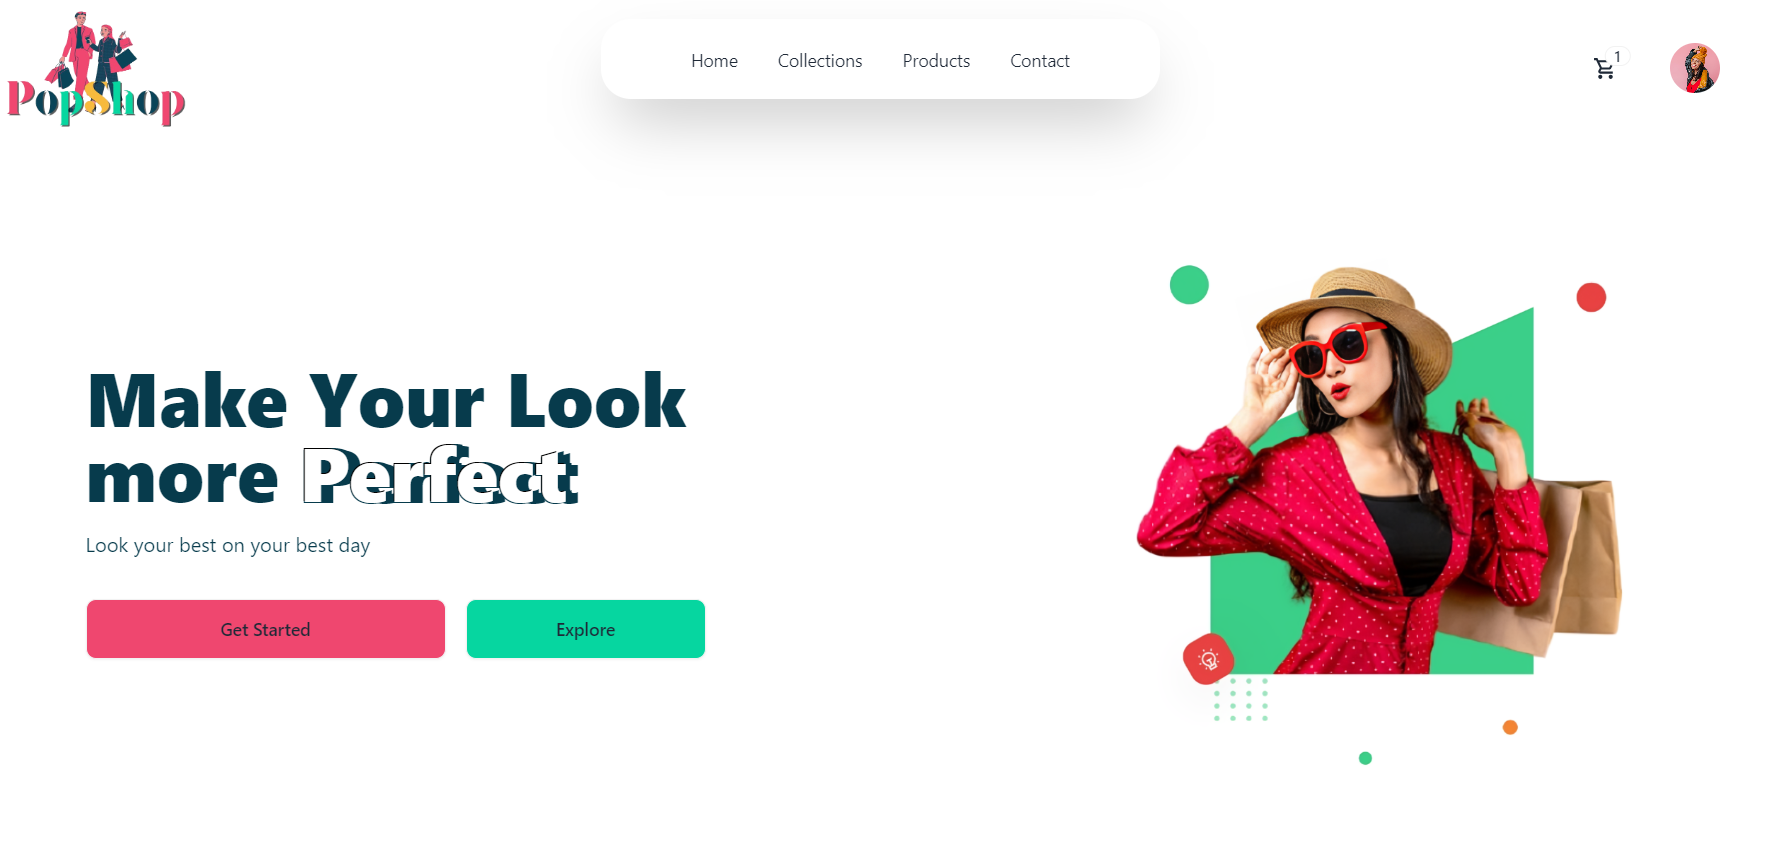 PopShop
Home
Collections
Products
Contact
1
Make Your Look
more Perfect
Look your best on your best day
Get Started
Explore